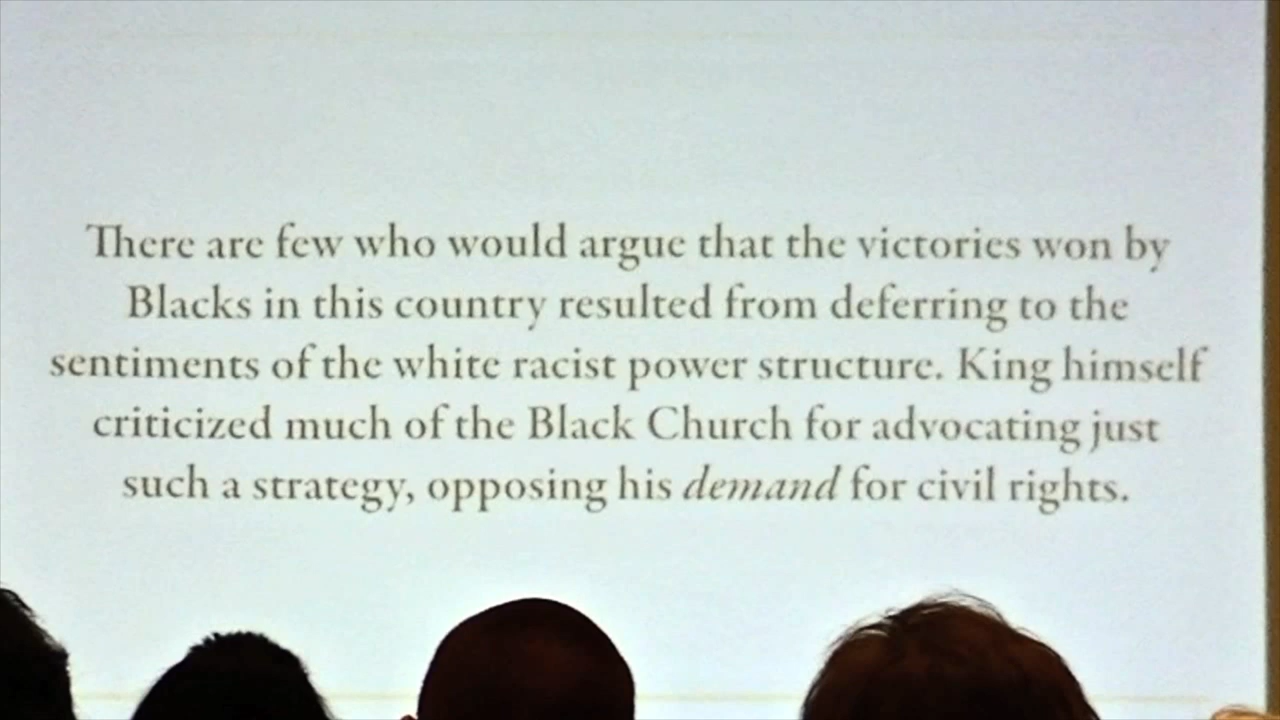 There are few who would argue that the victories won by
Blacks in this country resulted from deferring to the
sentiments of the white racist power structure. King himself
criticized much of the Black Church for advocating just
such a strategy, opposing his demand for civil rights.